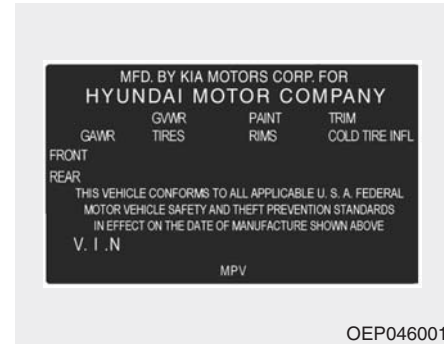 MFD. BY KIA MOTORS CORP. FOR
HYUNDAI MOTOR COMPANY
GVWR PAINT TRIM
GAWR TIRES RIMS COLD TIRE INFL
FRONT
REAR
THIS VEHICLE CONFORMS TO ALL APPLICABLE U. S. A. FEDERAL
MOTOR VEHICLE SAFETY AND THEFT PREVENTION STANDARDS
IN EFFECT ON THE DATE OF MANUFACTURE SHOWN ABOVE
V. I .N
MPV
OEP046001